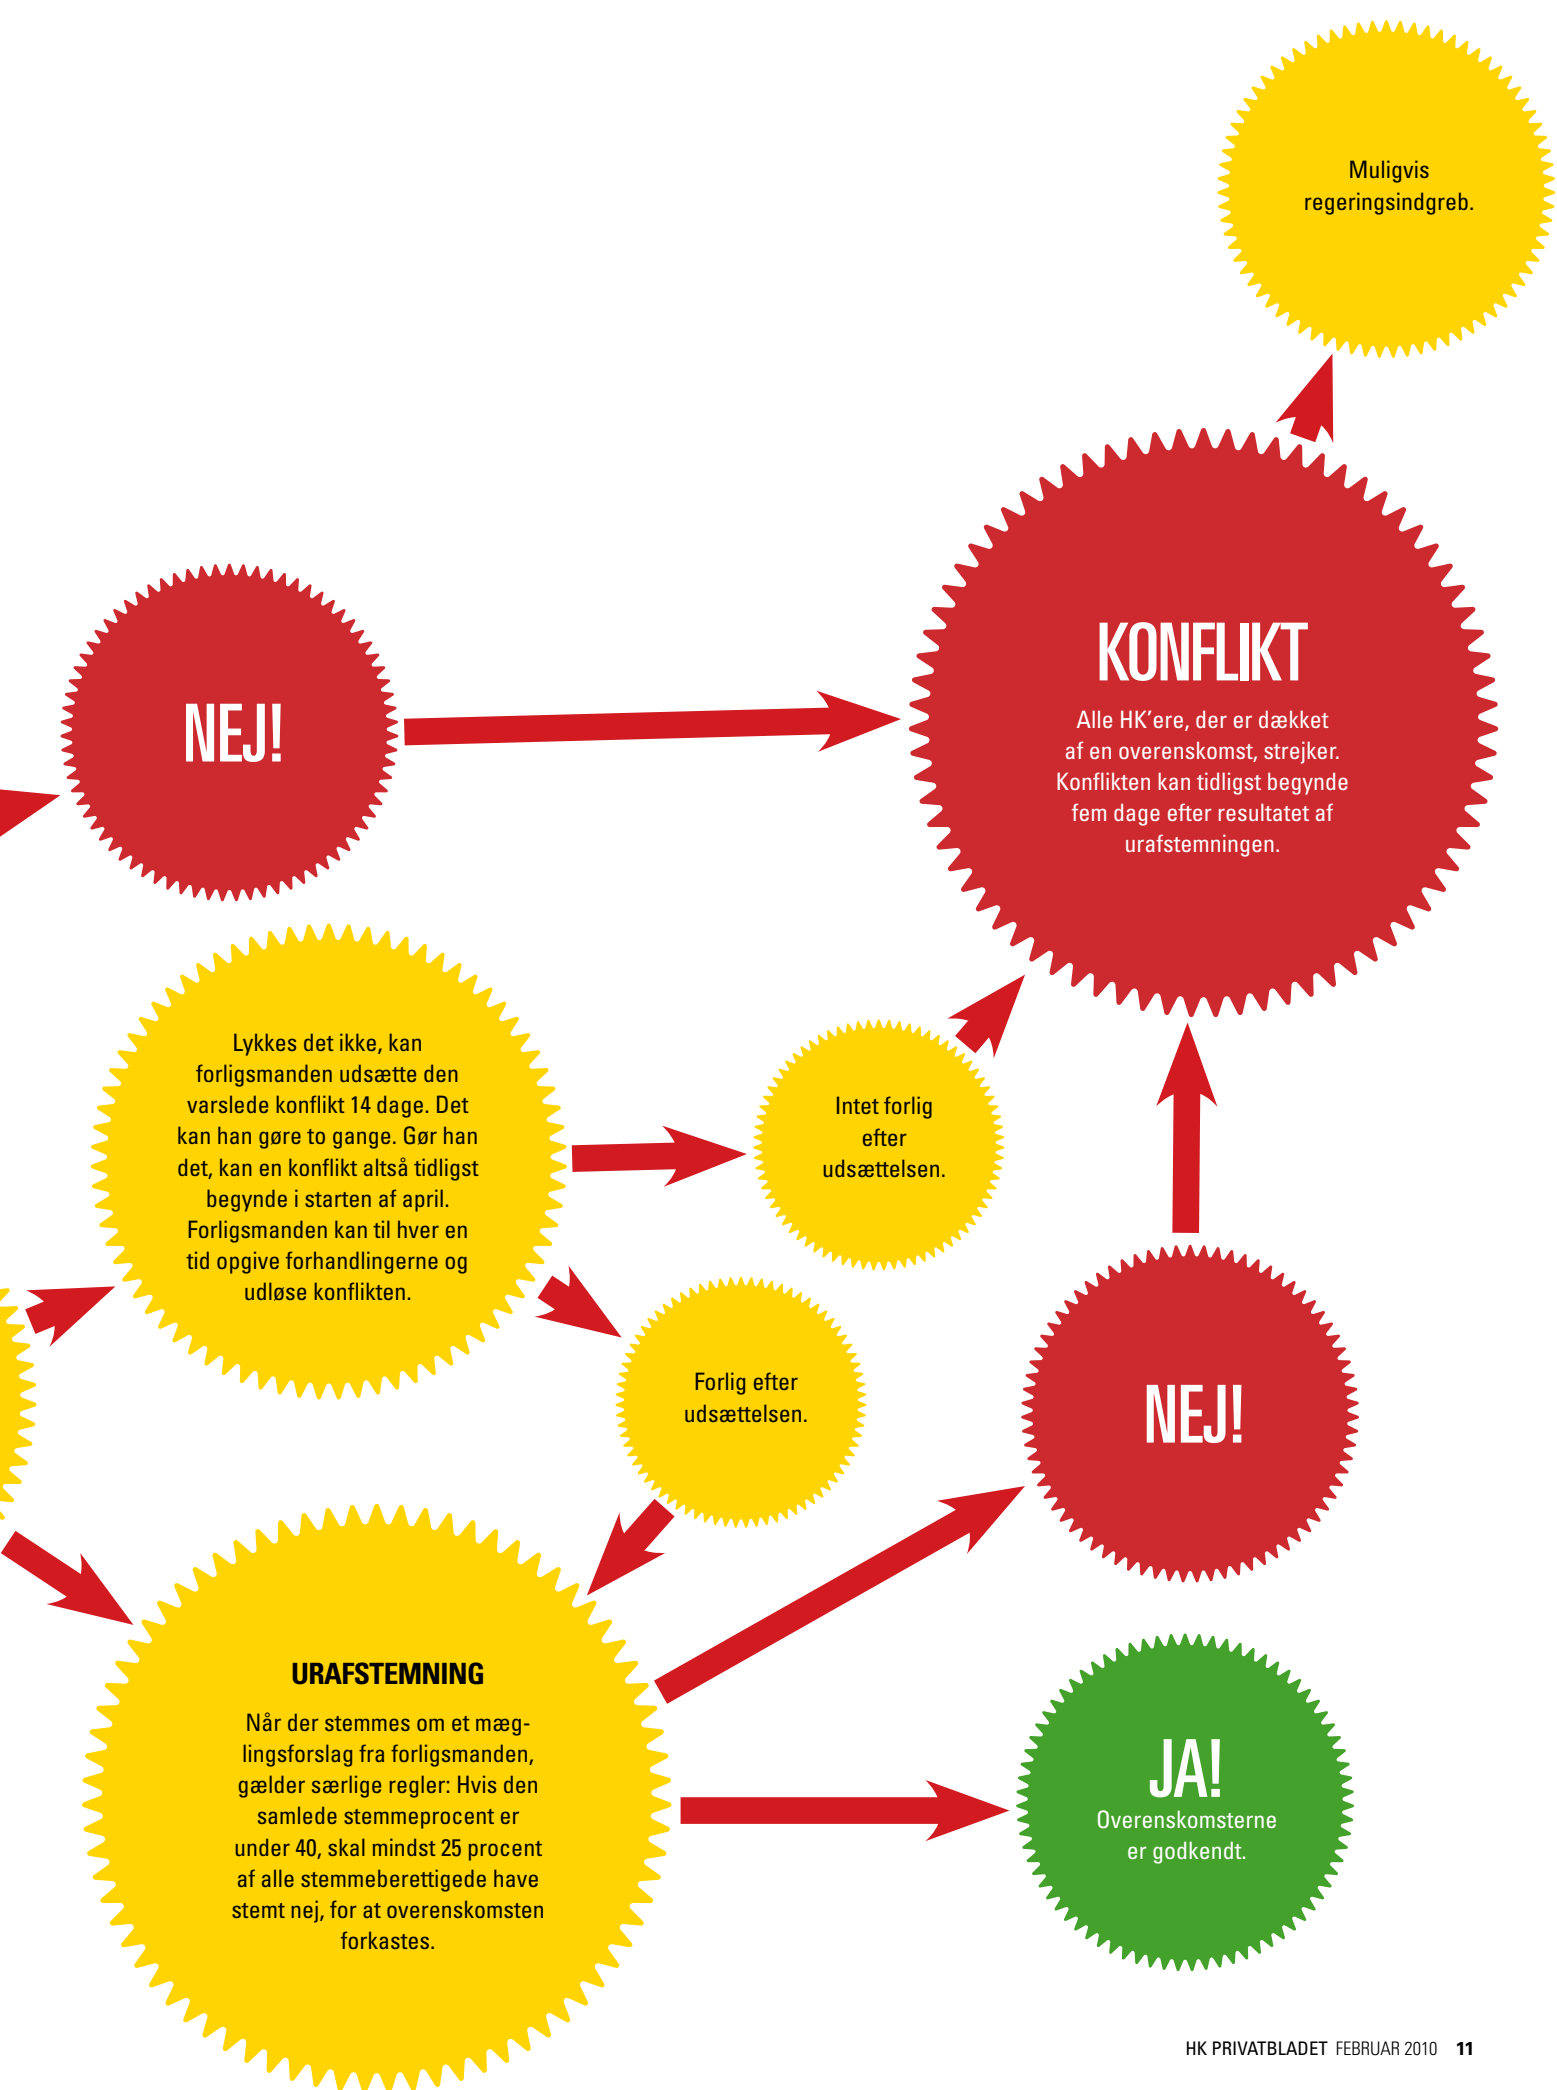 Muligvis
regeringsindgreb.
KONFLIKT
Alle HK’ere, der er dækket
af en overenskomst, strejker.
Konflikten kan tidligst begynde
fem dage efter resultatet af
urafstemningen.
NEJ!
Lykkes det ikke, kan
forligsmanden udsætte den
varslede konflikt 14 dage. Det
kan han gøre to gange. Gør han
det, kan en konflikt altså tidligst
begynde i starten af april.
Forligsmanden kan til hver en
tid opgive forhandlingerne og
udløse konflikten.
Intet forlig
efter
udsættelsen.
Forlig efter
udsættelsen.
NEJ!
URAFSTEMNING
Når der stemmes om et mæg-
lingsforslag fra forligsmanden,
gælder særlige regler: Hvis den
samlede stemmeprocent er
under 40, skal mindst 25 procent
af alle stemmeberettigede have
stemt nej, for at overenskomsten
forkastes.
JA!
Overenskomsterne
er godkendt.
HK PRIVATBLADET FEBRUAR 2010 11